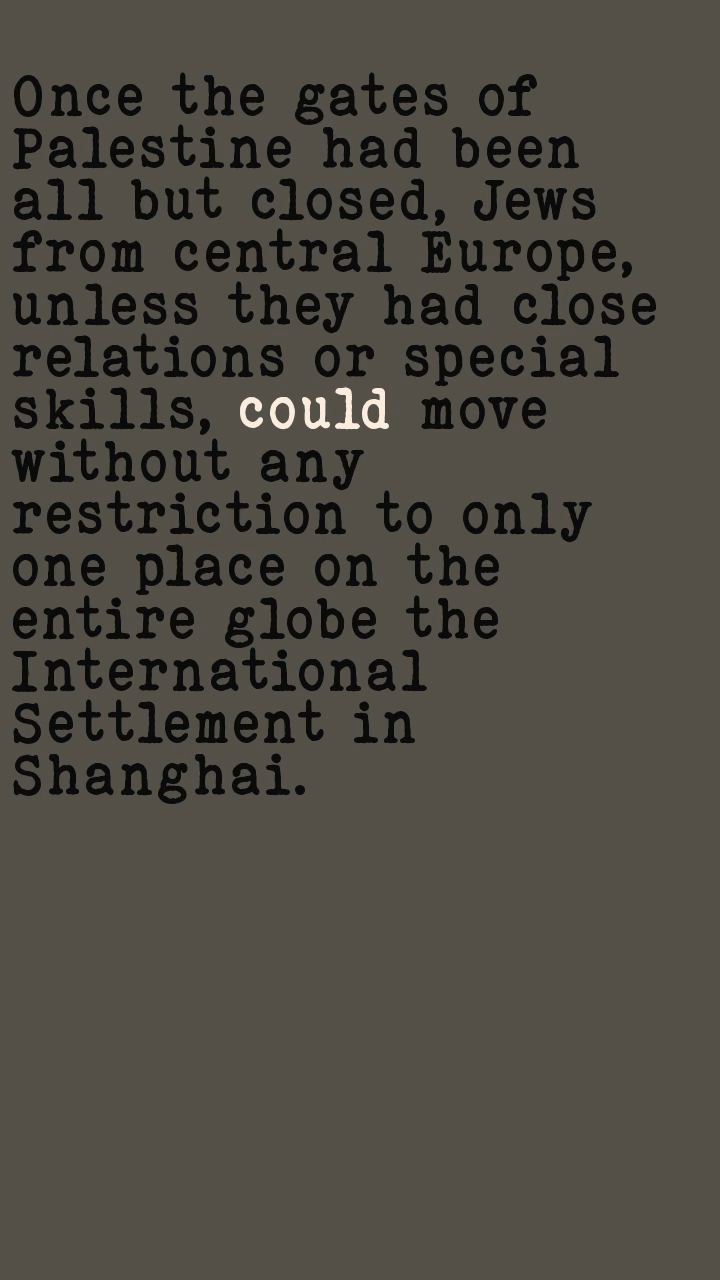 Once the gates of
Palestine had been
all but closed, Jews
from central Europe,
unless they had close
relations or special
skills, could move
without any
restriction to only
one place on the
entire globe the
International
Settlement in
Shanghai.